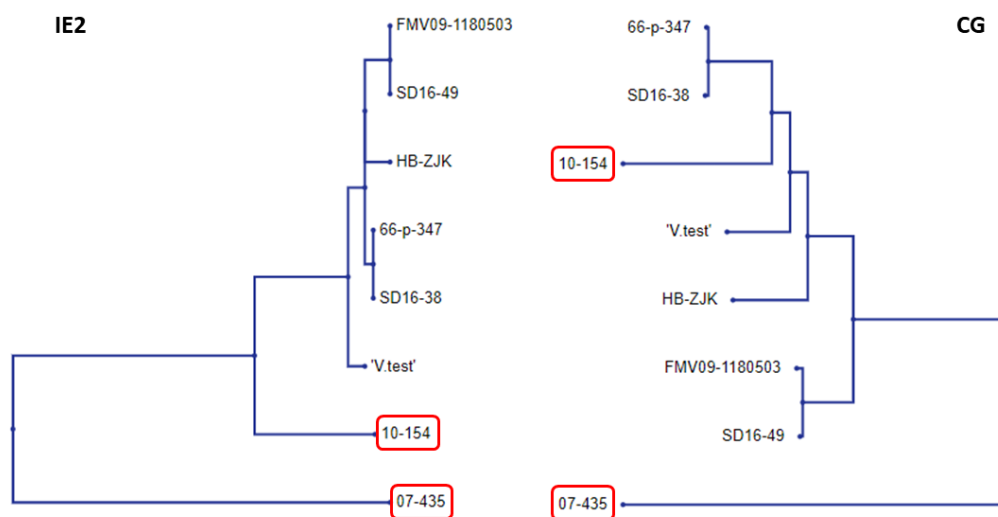 IE2
FMV09-1180503
SD16-49
HB-ZJK
66-p-347
SD16-38
'V.test'
10-154
07-435
CG
66-p-347
SD16-38
10-154
'V.test'
HB-ZJK
FMV09-1180503
SD16-49
07-435